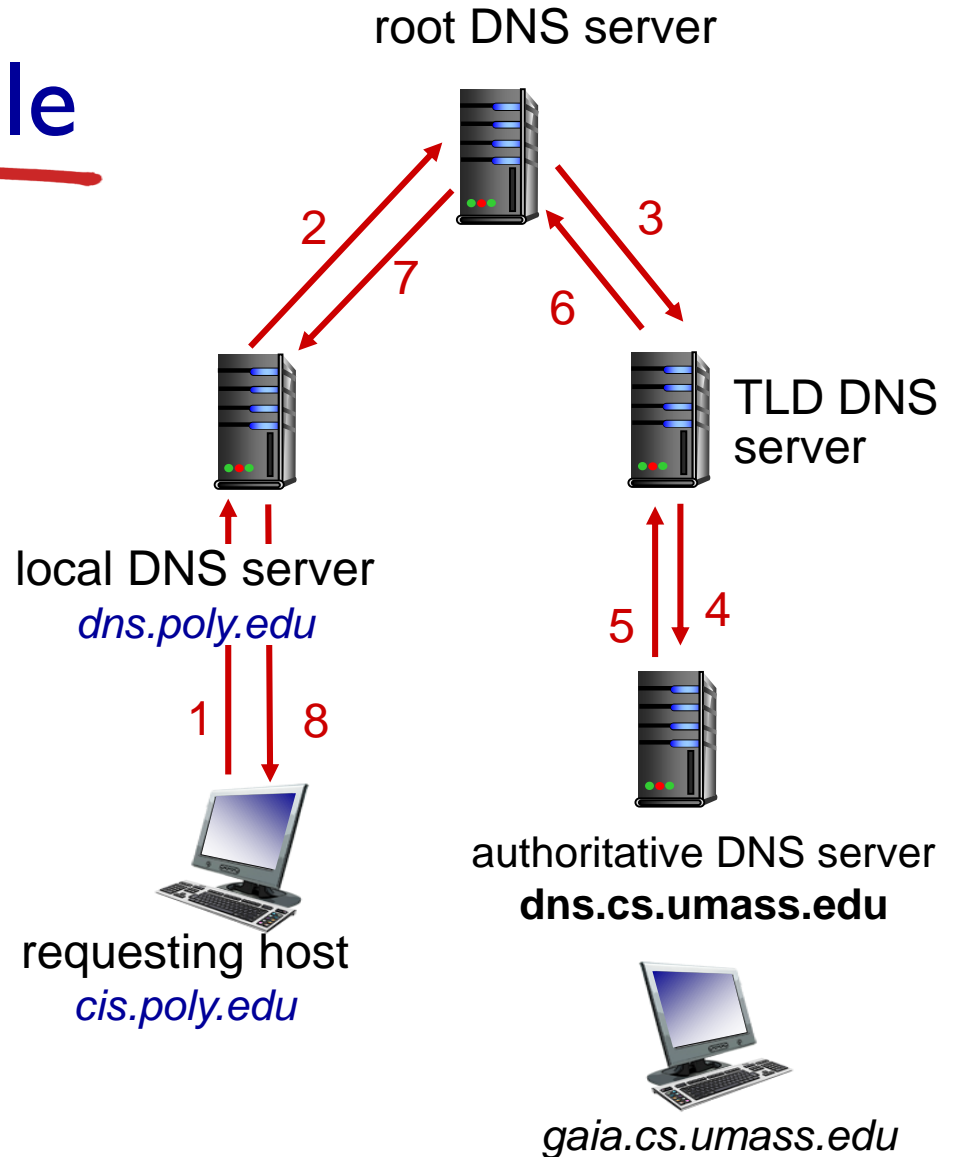 root DNS server
le
2
3
7
6
TLD DNS
server
local DNS server
dns.poly.edu
5
4
1
8
authoritative DNS server
dns.cs.umass.edu
requesting host
cis.poly.edu
gaia.cs.umass.edu